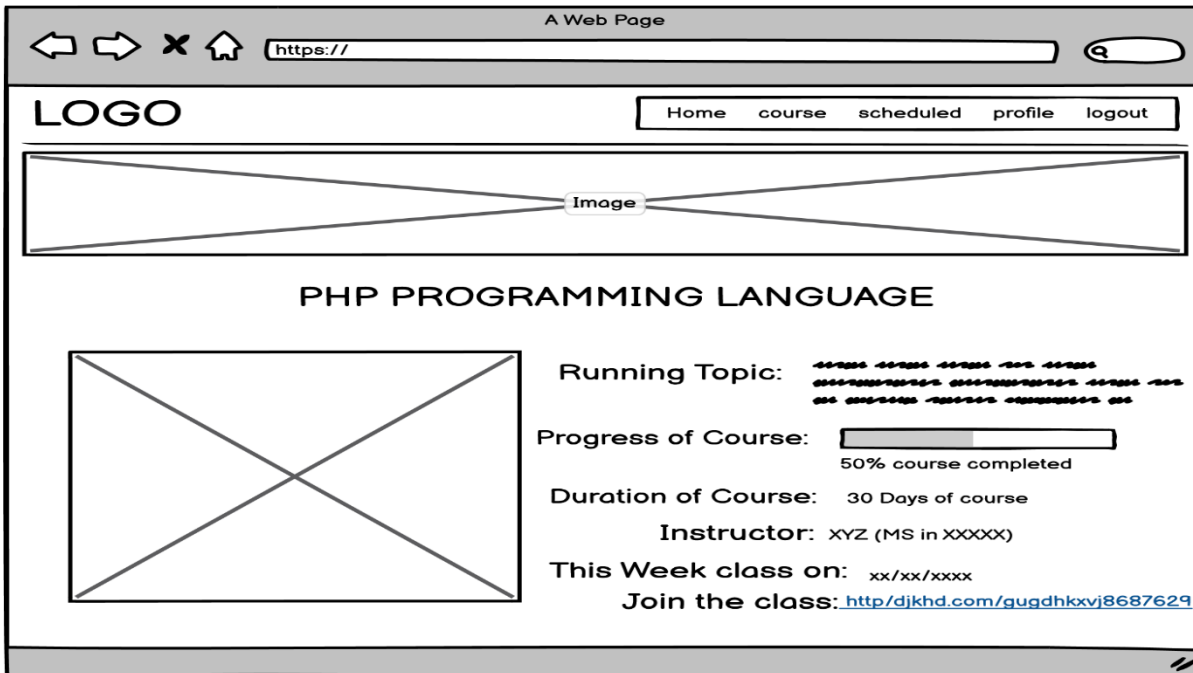 A Web Page
https://
LOGO
Home course scheduled profile logout
Image
PHP PROGRAMMING LANGUAGE
Running Topic:
Progress of Course:
50% course completed
Duration of Course: 30 Days of course
Instructor: XYZ (MS in XXXXX)
This Week class on: xx/xx/xxxx
Join the class: http/djkhd.com/gugdhkxvj8687629